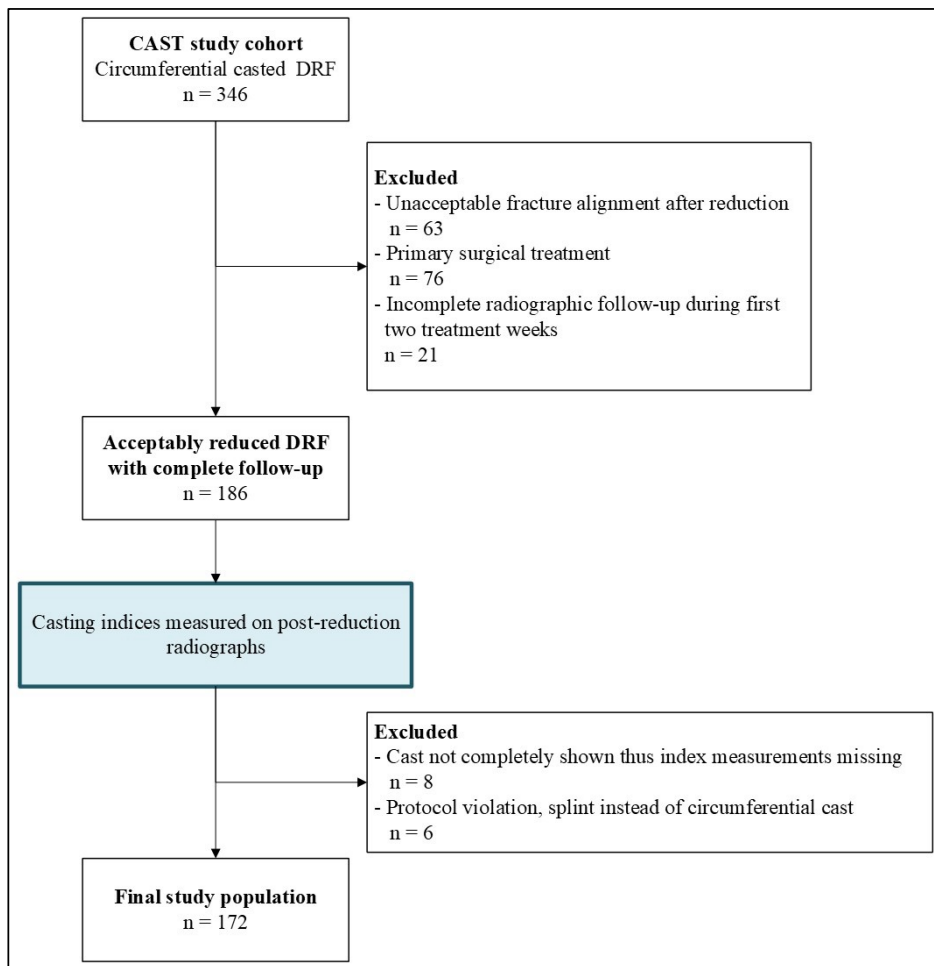 CAST study cohort
Circumferential casted DRF
n = 346
Excluded
- Unacceptable fracture alignment after reduction
n = 63
- Primary surgical treatment
n = 76
- Incomplete radiographic follow-up during first
two treatment weeks
n = 21
Acceptably reduced DRF
with complete follow-up
n = 186
Casting indices measured on post-reduction
radiographs
Excluded
- Cast not completely shown thus index measurements missing
n = 8
- Protocol violation, splint instead of circumferential cast
n = 6
Final study population
n = 172